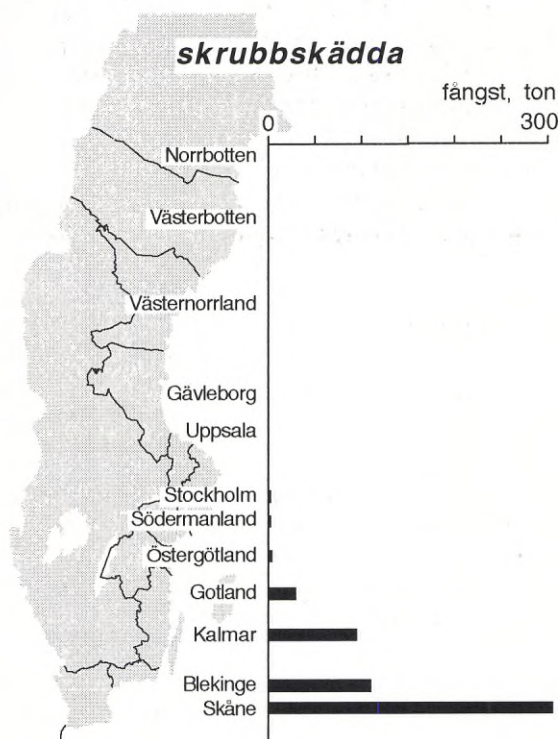 skrubbskädda
fångst, ton
0 300
Norrbotten
Västerbotten
Västernorrland
Gävleborg
Uppsala
Stockholm
Södermanland
Östergötland
Gotland
Kalmar
Blekinge
Skåne